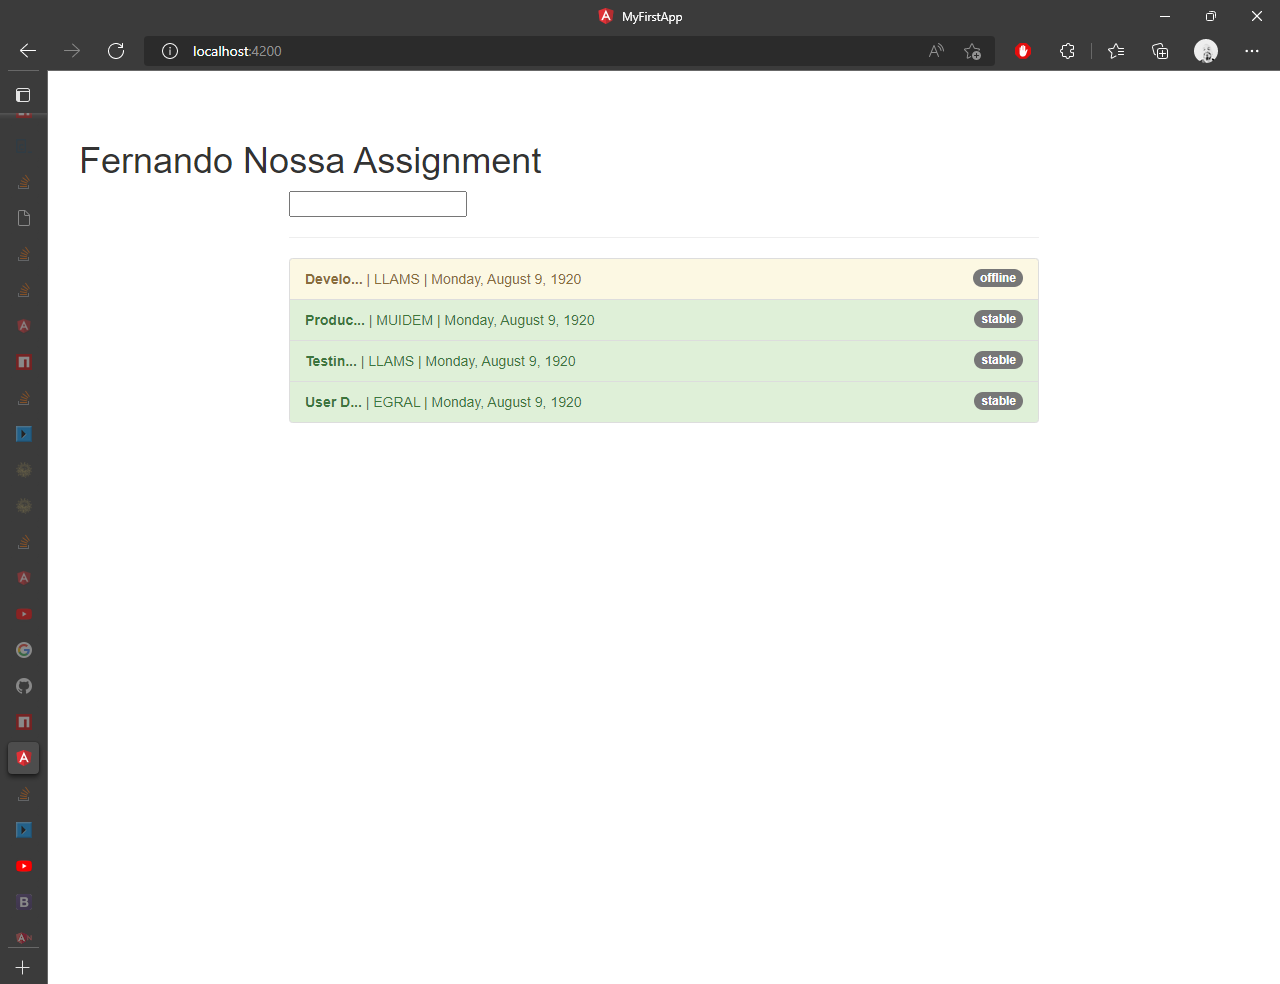 MyFirstApp
localhost:4200
Fernando Nossa Assignment
Develo... | LLAMS | Monday, August 9, 1920 offline
Produc... | MUIDEM | Monday, August 9, 1920 stable
Testin... | LLAMS | Monday, August 9, 1920 stable
User D... | EGRAL | Monday, August 9, 1920 stable